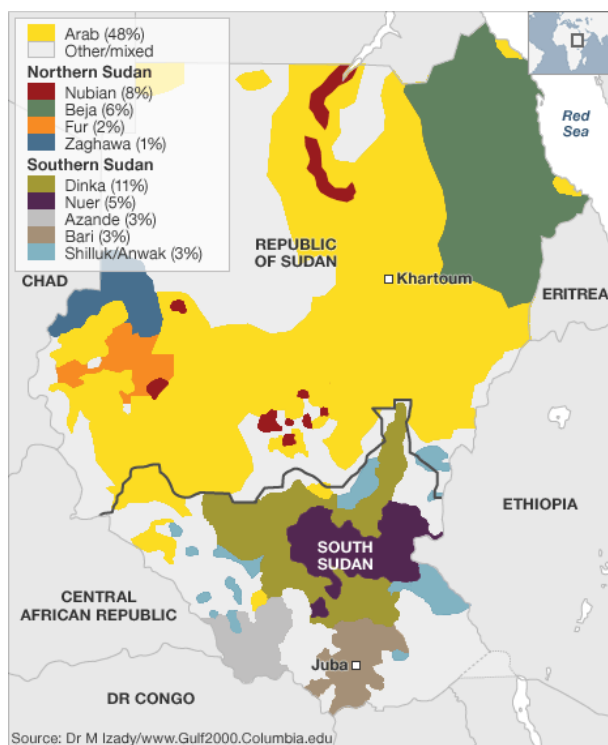 Arab (48%)
Other/mixed
Northern Sudan
Nubian (8%)
Beja (6%)
Fur (2%)
Zaghawa (1%)
Southern Sudan
Dinka (11%)
Nuer (5%)
Azande (3%)
Bari (3%)
Shilluk/Anwak (3%)
Red
Sea
REPUBLIC
OF SUDAN
CHAD
Khartoum
ERITREA
ETHIOPIA
SOUTH
SUDAN
CENTRAL
AFRICAN REPUBLIC
Juba
DR CONGO
Source: Dr M Izady/www.Gulf2000.Columbia.edu